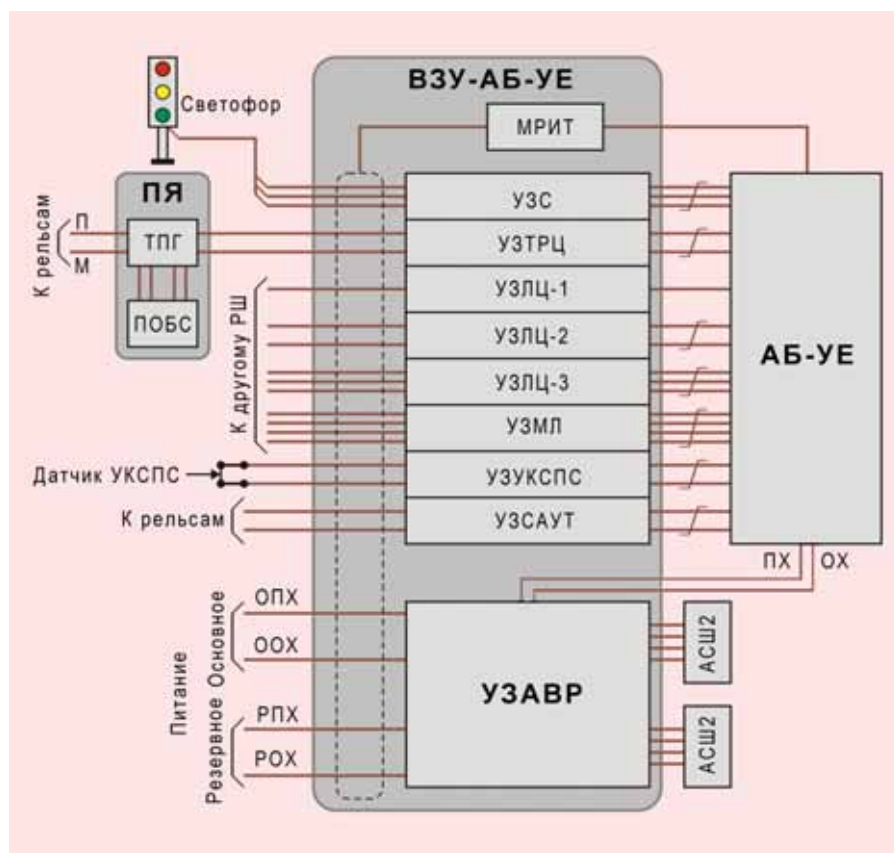 ВЗУ-АБ-УЕ
Светофор
МРИТ
ПЯ
УЗС
К рельсам
П
ТПГ
УЗТРЦ
М
УЗЛЦ-1
ПОБС
К другому РШ
УЗЛЦ-2
АБ-УЕ
УЗЛЦ-3
УЗМЛ
Датчик УКСПС
УЗУКСПС
К рельсам
УЗСАУТ
ПХ ОХ
Питание
Основное
ОПХ
ООХ
АСШ2
УЗАВР
Резервное
РПХ
РОХ
АСШ2